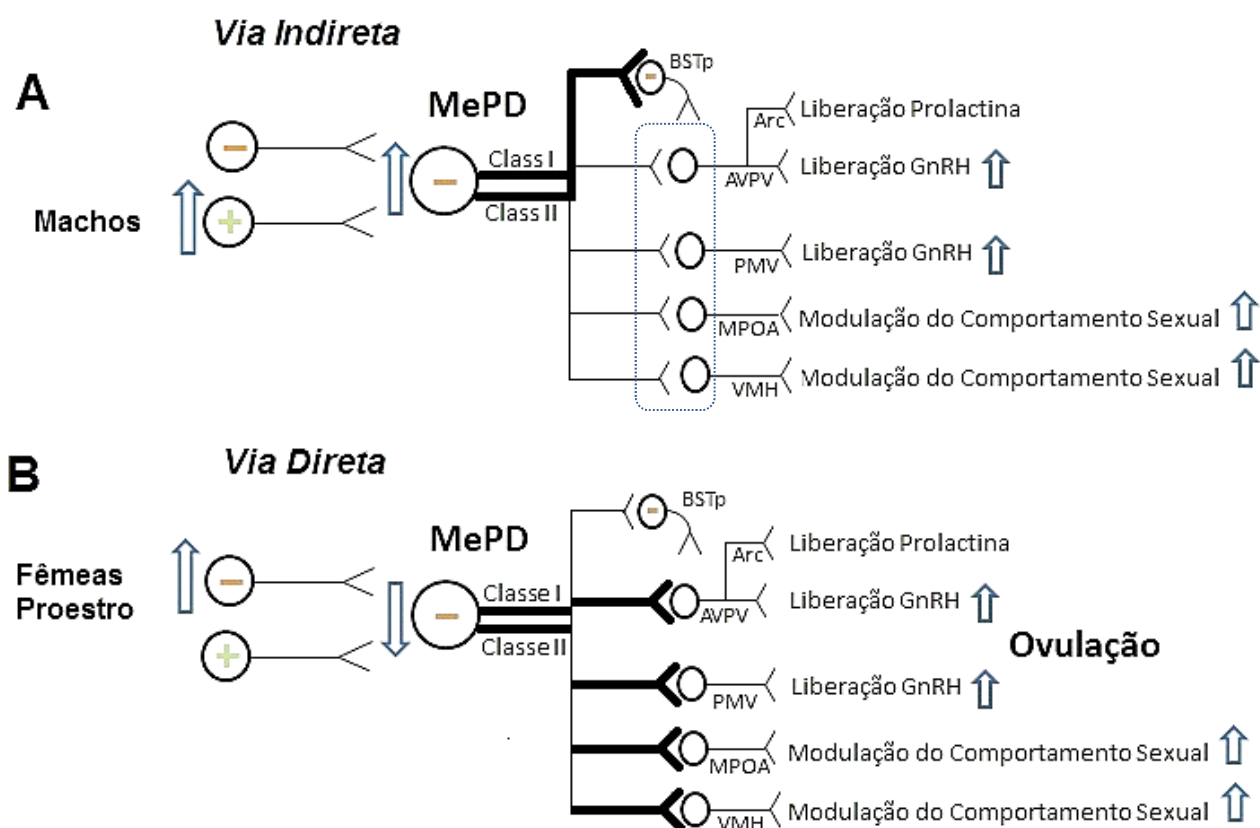 Via Indireta
A
BSTp
MePD
Arc
Liberação Prolactina
-
Class I
-
AVPV
Liberação GnRH
Machos
+
Class II
PMV
Liberação GnRH
MPOA
Modulação do Comportamento Sexual
VMH
Modulação do Comportamento Sexual
B
Via Direta
BSTp
MePD
Arc
Liberação Prolactina
Fêmeas
Proestro
-
Classe I
-
AVPV
Liberação GnRH
Ovulação
+
Classe II
PMV
Liberação GnRH
MPOA
Modulação do Comportamento Sexual
VMH
Modulação do Comportamento Sexual